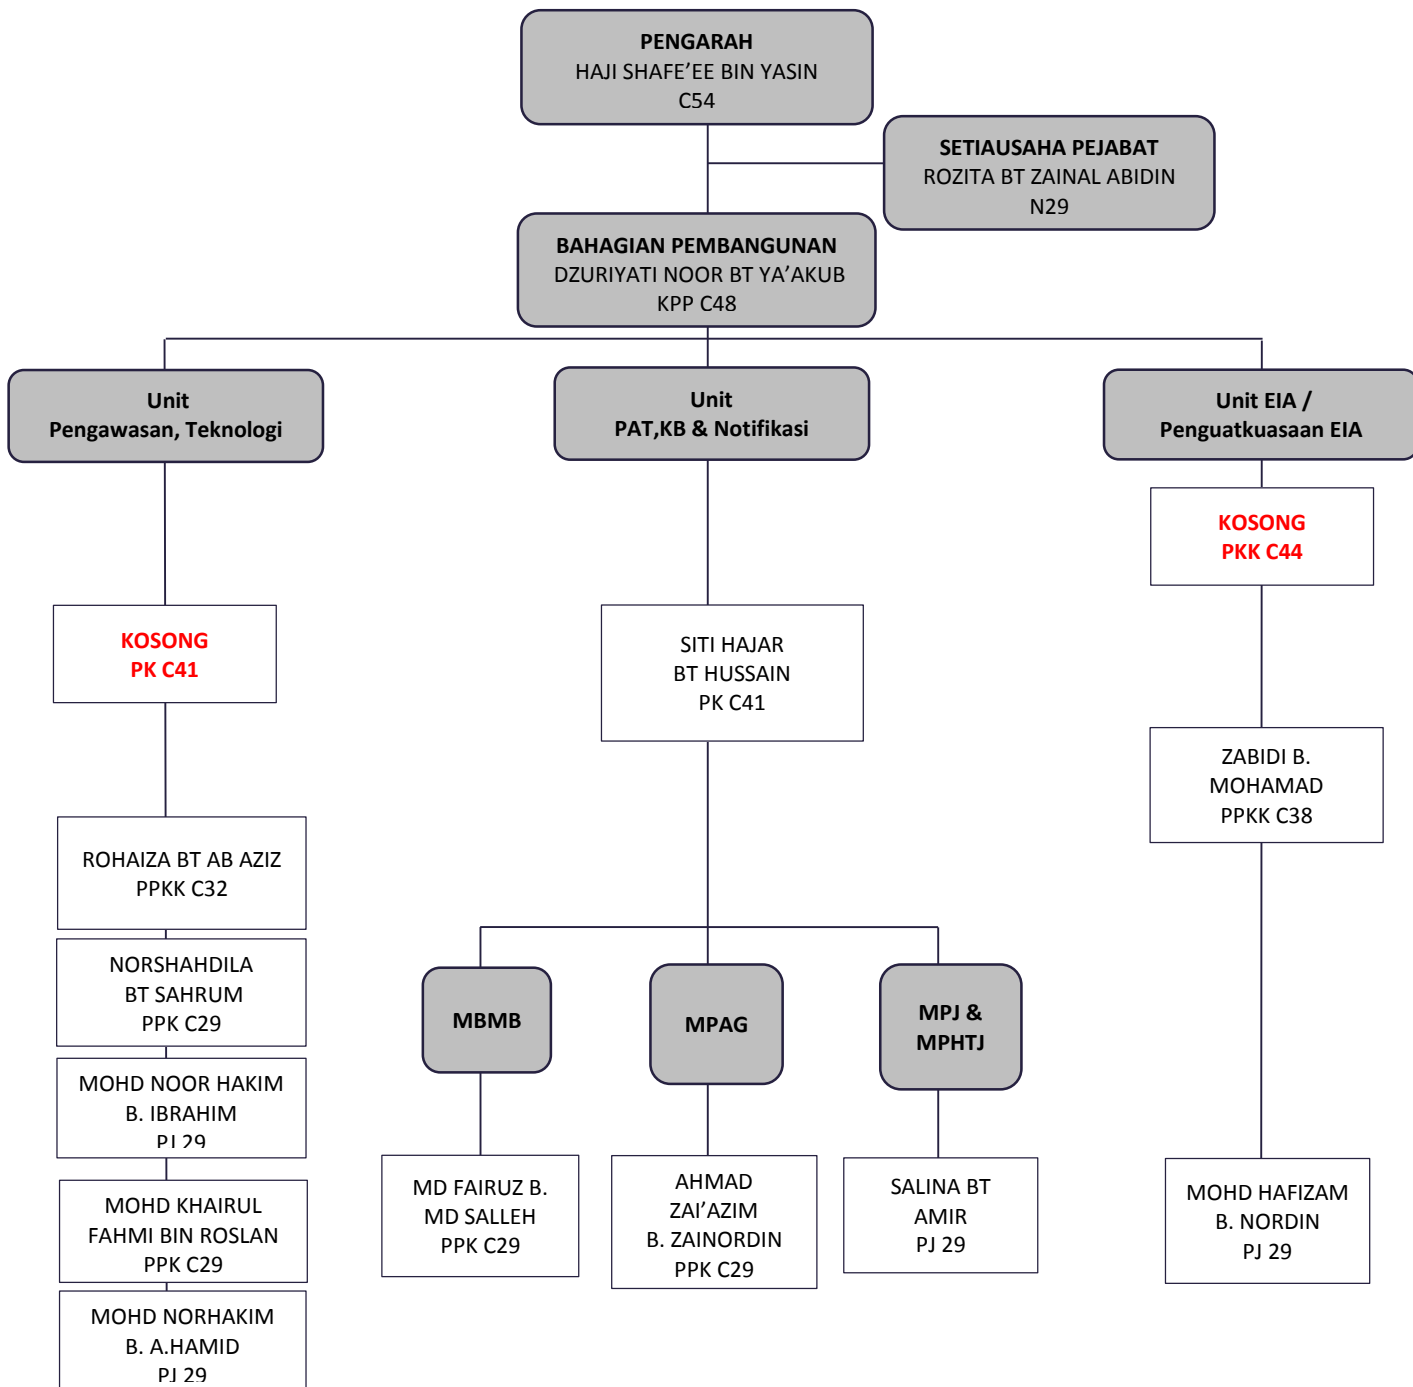 PENGARAH
HAJI SHAFE’EE BIN YASIN
C54
SETIAUSAHA PEJABAT
ROZITA BT ZAINAL ABIDIN
N29
BAHAGIAN PEMBANGUNAN
DZURIYATI NOOR BT YA’AKUB
KPP C48
Unit
Pengawasan, Teknologi
Unit
PAT,KB & Notifikasi
Unit EIA /
Penguatkuasaan EIA
KOSONG
PK C41
ROHAIZA BT AB AZIZ
PPKK C32
NORSHAHDILA
BT SAHRUM
PPK C29
MOHD NOOR HAKIM
B. IBRAHIM
PJ 29
MOHD KHAIRUL
FAHMI BIN ROSLAN
PPK C29
MOHD NORHAKIM
B. A.HAMID
PJ 29
SITI HAJAR
BT HUSSAIN
PK C41
MBMB
MD FAIRUZ B.
MD SALLEH
PPK C29
MPAG
AHMAD
ZAI’AZIM
B. ZAINORDIN
PPK C29
MPJ &
MPHTJ
SALINA BT
AMIR
PJ 29
KOSONG
PKK C44
ZABIDI B.
MOHAMAD
PPKK C38
MOHD HAFIZAM
B. NORDIN
PJ 29